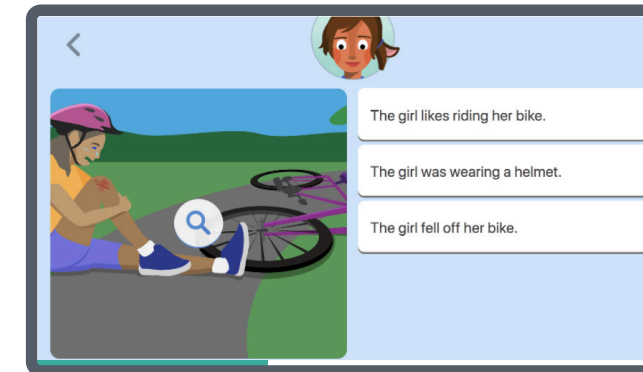 The girl likes riding her bike.
The girl was wearing a helmet.
The girl fell off her bike.